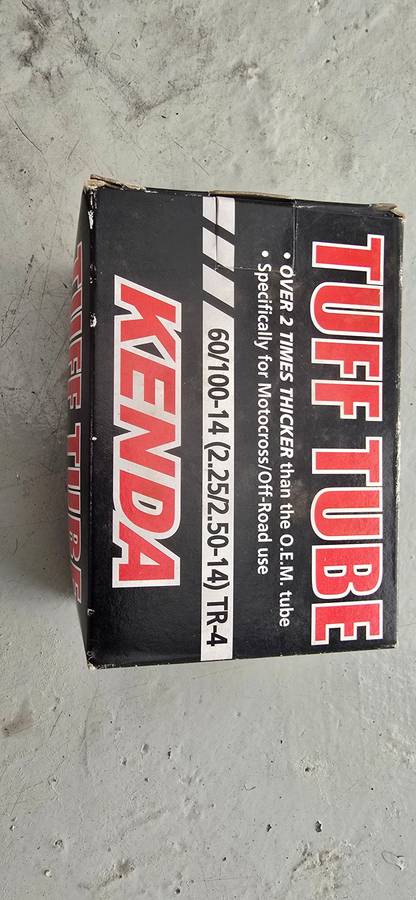 TUFF TUBE
• OVER 2 TIMES THICKER than the O.E.M. tube
• Specifically for Motocross/Off-Road use
60/100-14 (2.25/2.50-14) TR-4
KENDA
TUFF TUBE